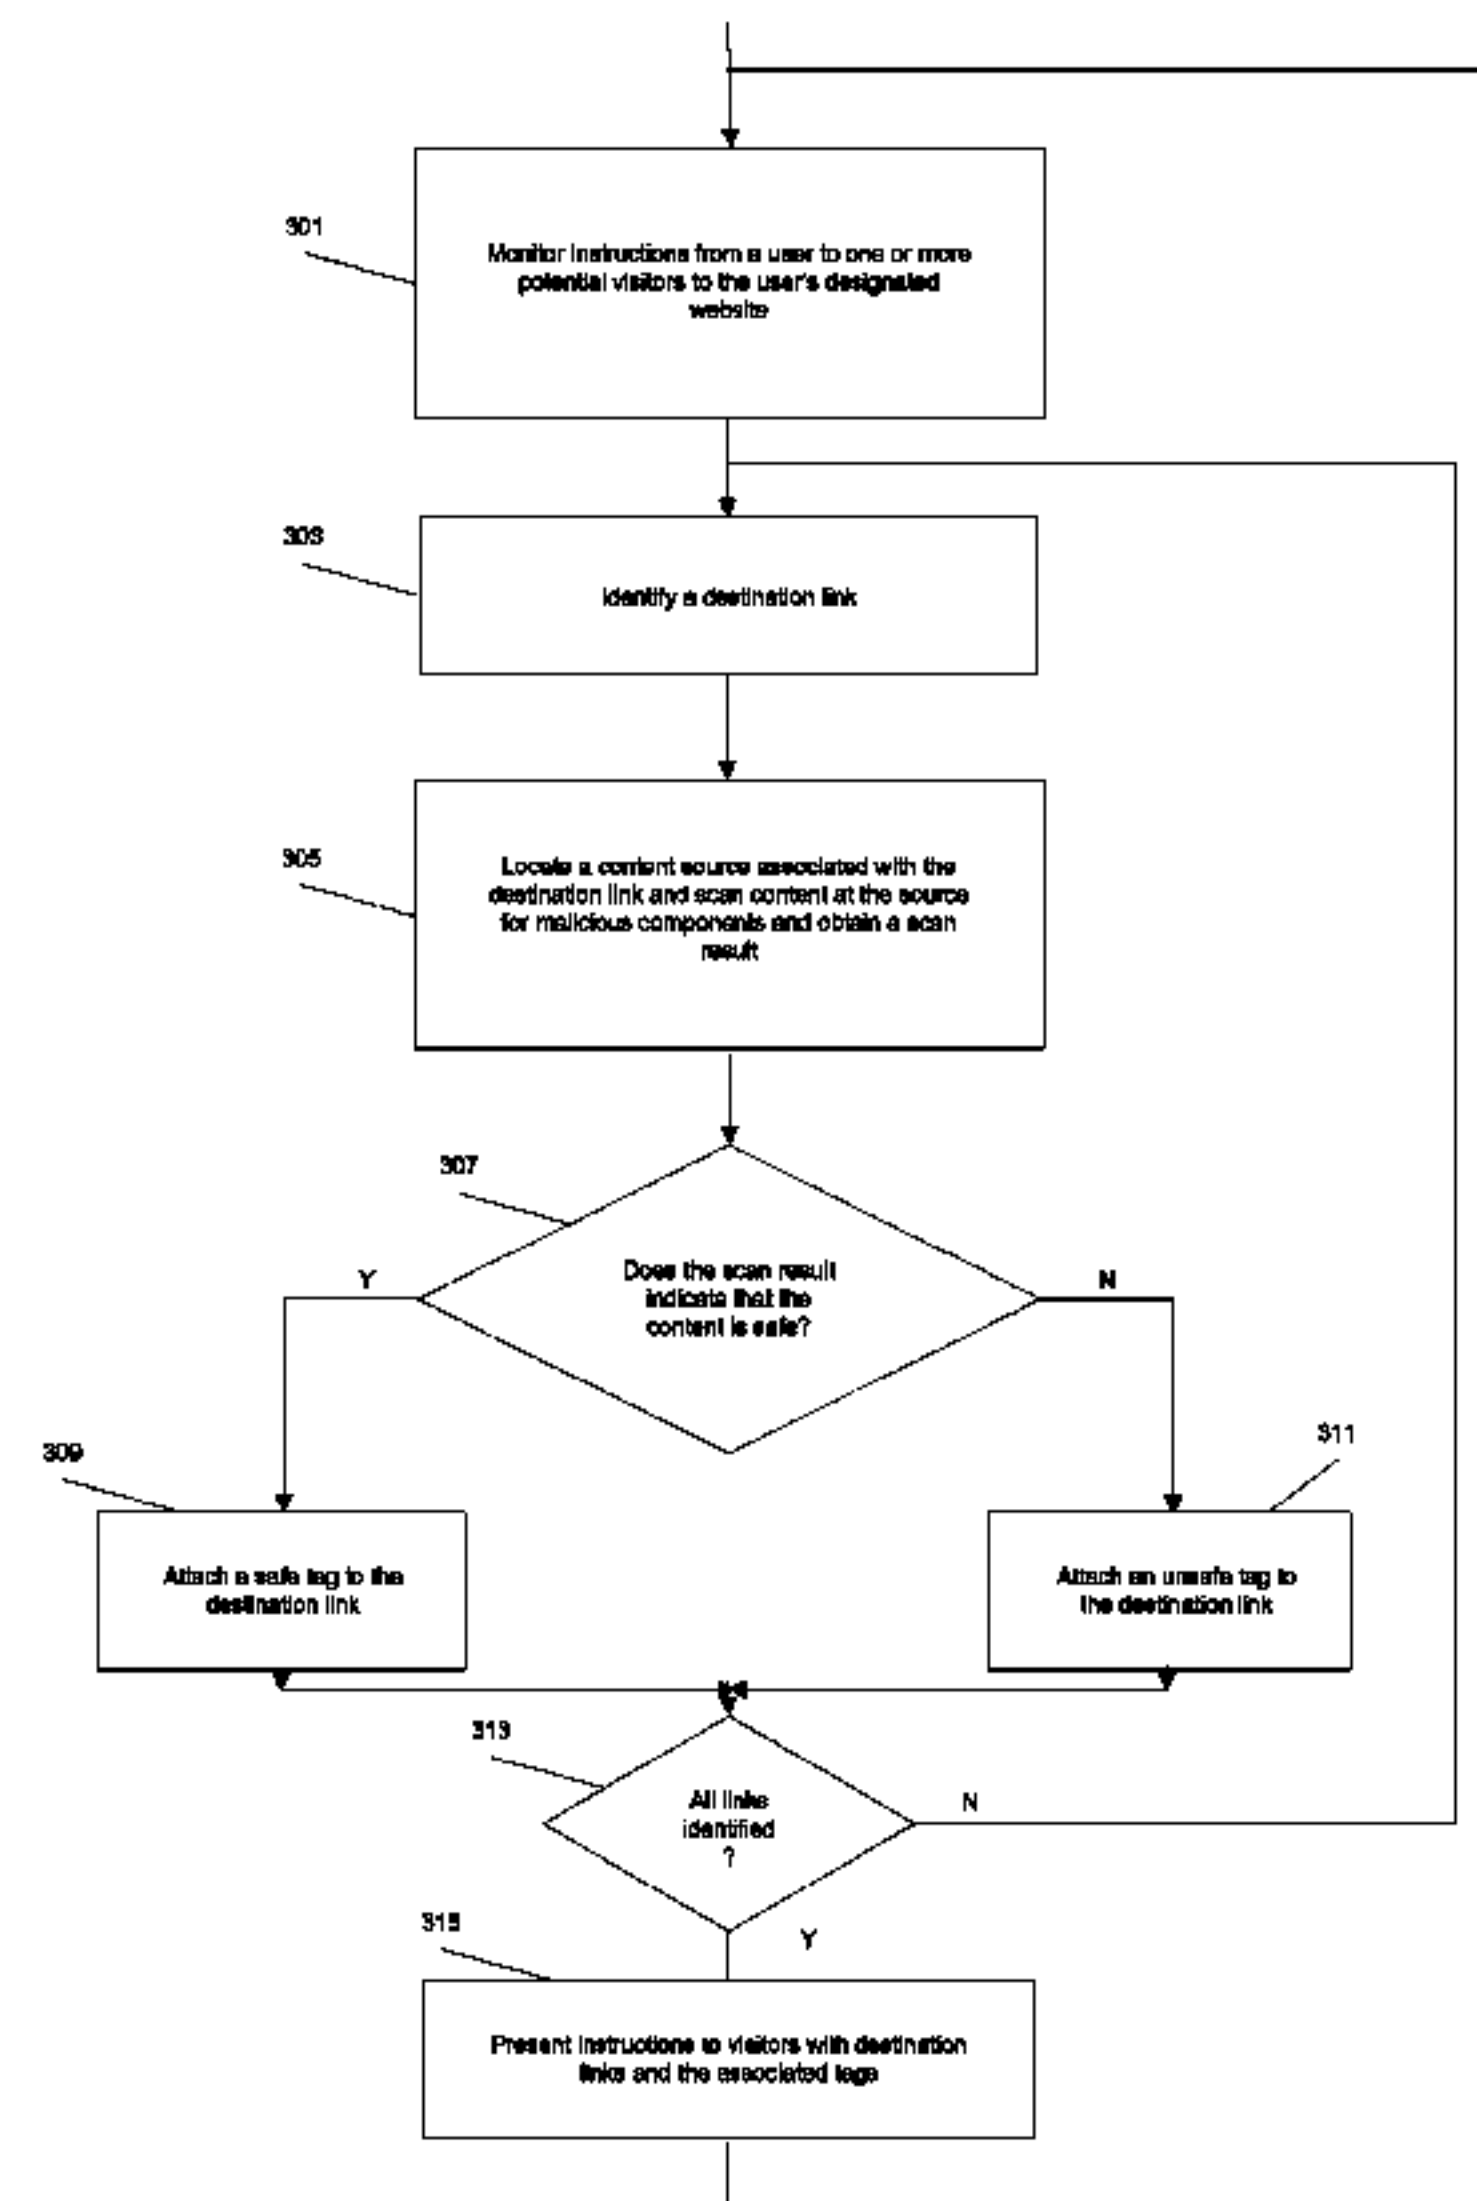 301
Monitor instructions from a user to one or more
potential visitors to the user's designated
website
303
Identify a destination link
305
Locate a content source associated with the
destination link and scan content at the source
for malicious components and obtain a scan
result
307
Does the scan result
indicate that the
content is safe?
Y
N
309
311
Attach a safe tag to the
destination link
Attach an unsafe tag to
the destination link
313
All links
identified
?
N
Y
315
Present instructions to visitors with destination
links and the associated tags